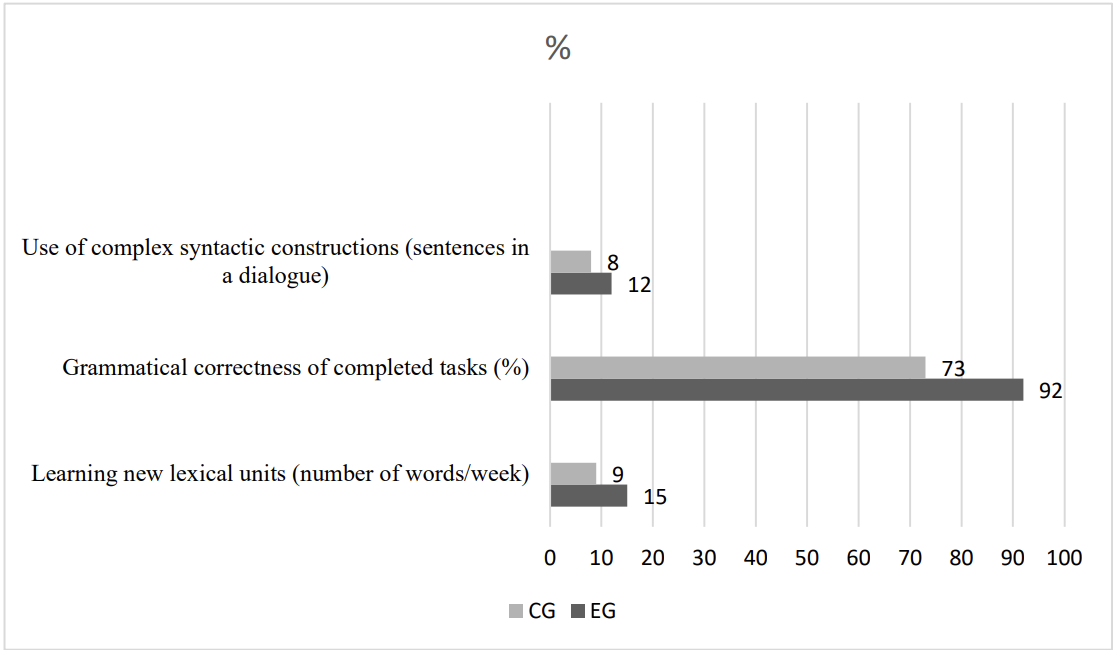 %
Use of complex syntactic constructions (sentences in
a dialogue)
8
12
Grammatical correctness of completed tasks (%)
73
92
Learning new lexical units (number of words/week)
9
15
0 10 20 30 40 50 60 70 80 90 100
CG EG